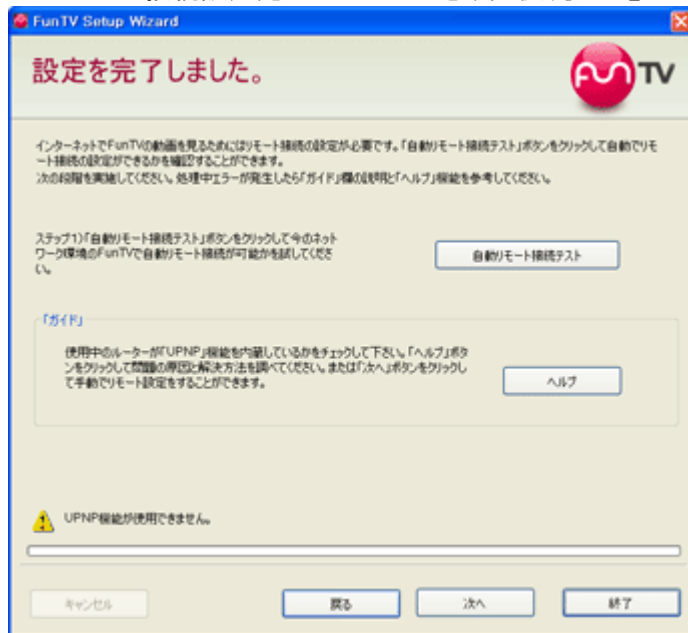 FunTV Setup Wizard
設定を完了しました。
fun TV
インターネットでFunTVの動画を見るためにはリモート接続の設定が必要です。「自動リモート接続テスト」ボタンをクリックして自動でリモ
ート接続の設定ができるかを確認することができます。
次の段階を実施してください。処理中エラーが発生したら「ガイド」欄の説明と「ヘルプ」機能を参考してください。
ステップ1)「自動リモート接続テスト」ボタンをクリックして今のネット
ワーク環境のFunTVで自動リモート接続が可能かを試してくださ
い。
自動リモート接続テスト
「ガイド」
使用中のルーターが「UPNP」機能を内蔵しているかをチェックして下さい。「ヘルプ」ボタ
ンをクリックして問題の原因と解決方法を調べてください。または「次へ」ボタンをクリックし
て手動でリモート設定をすることができます。
ヘルプ
UPNP機能が使用できません。
キャンセル
戻る
次へ
終了